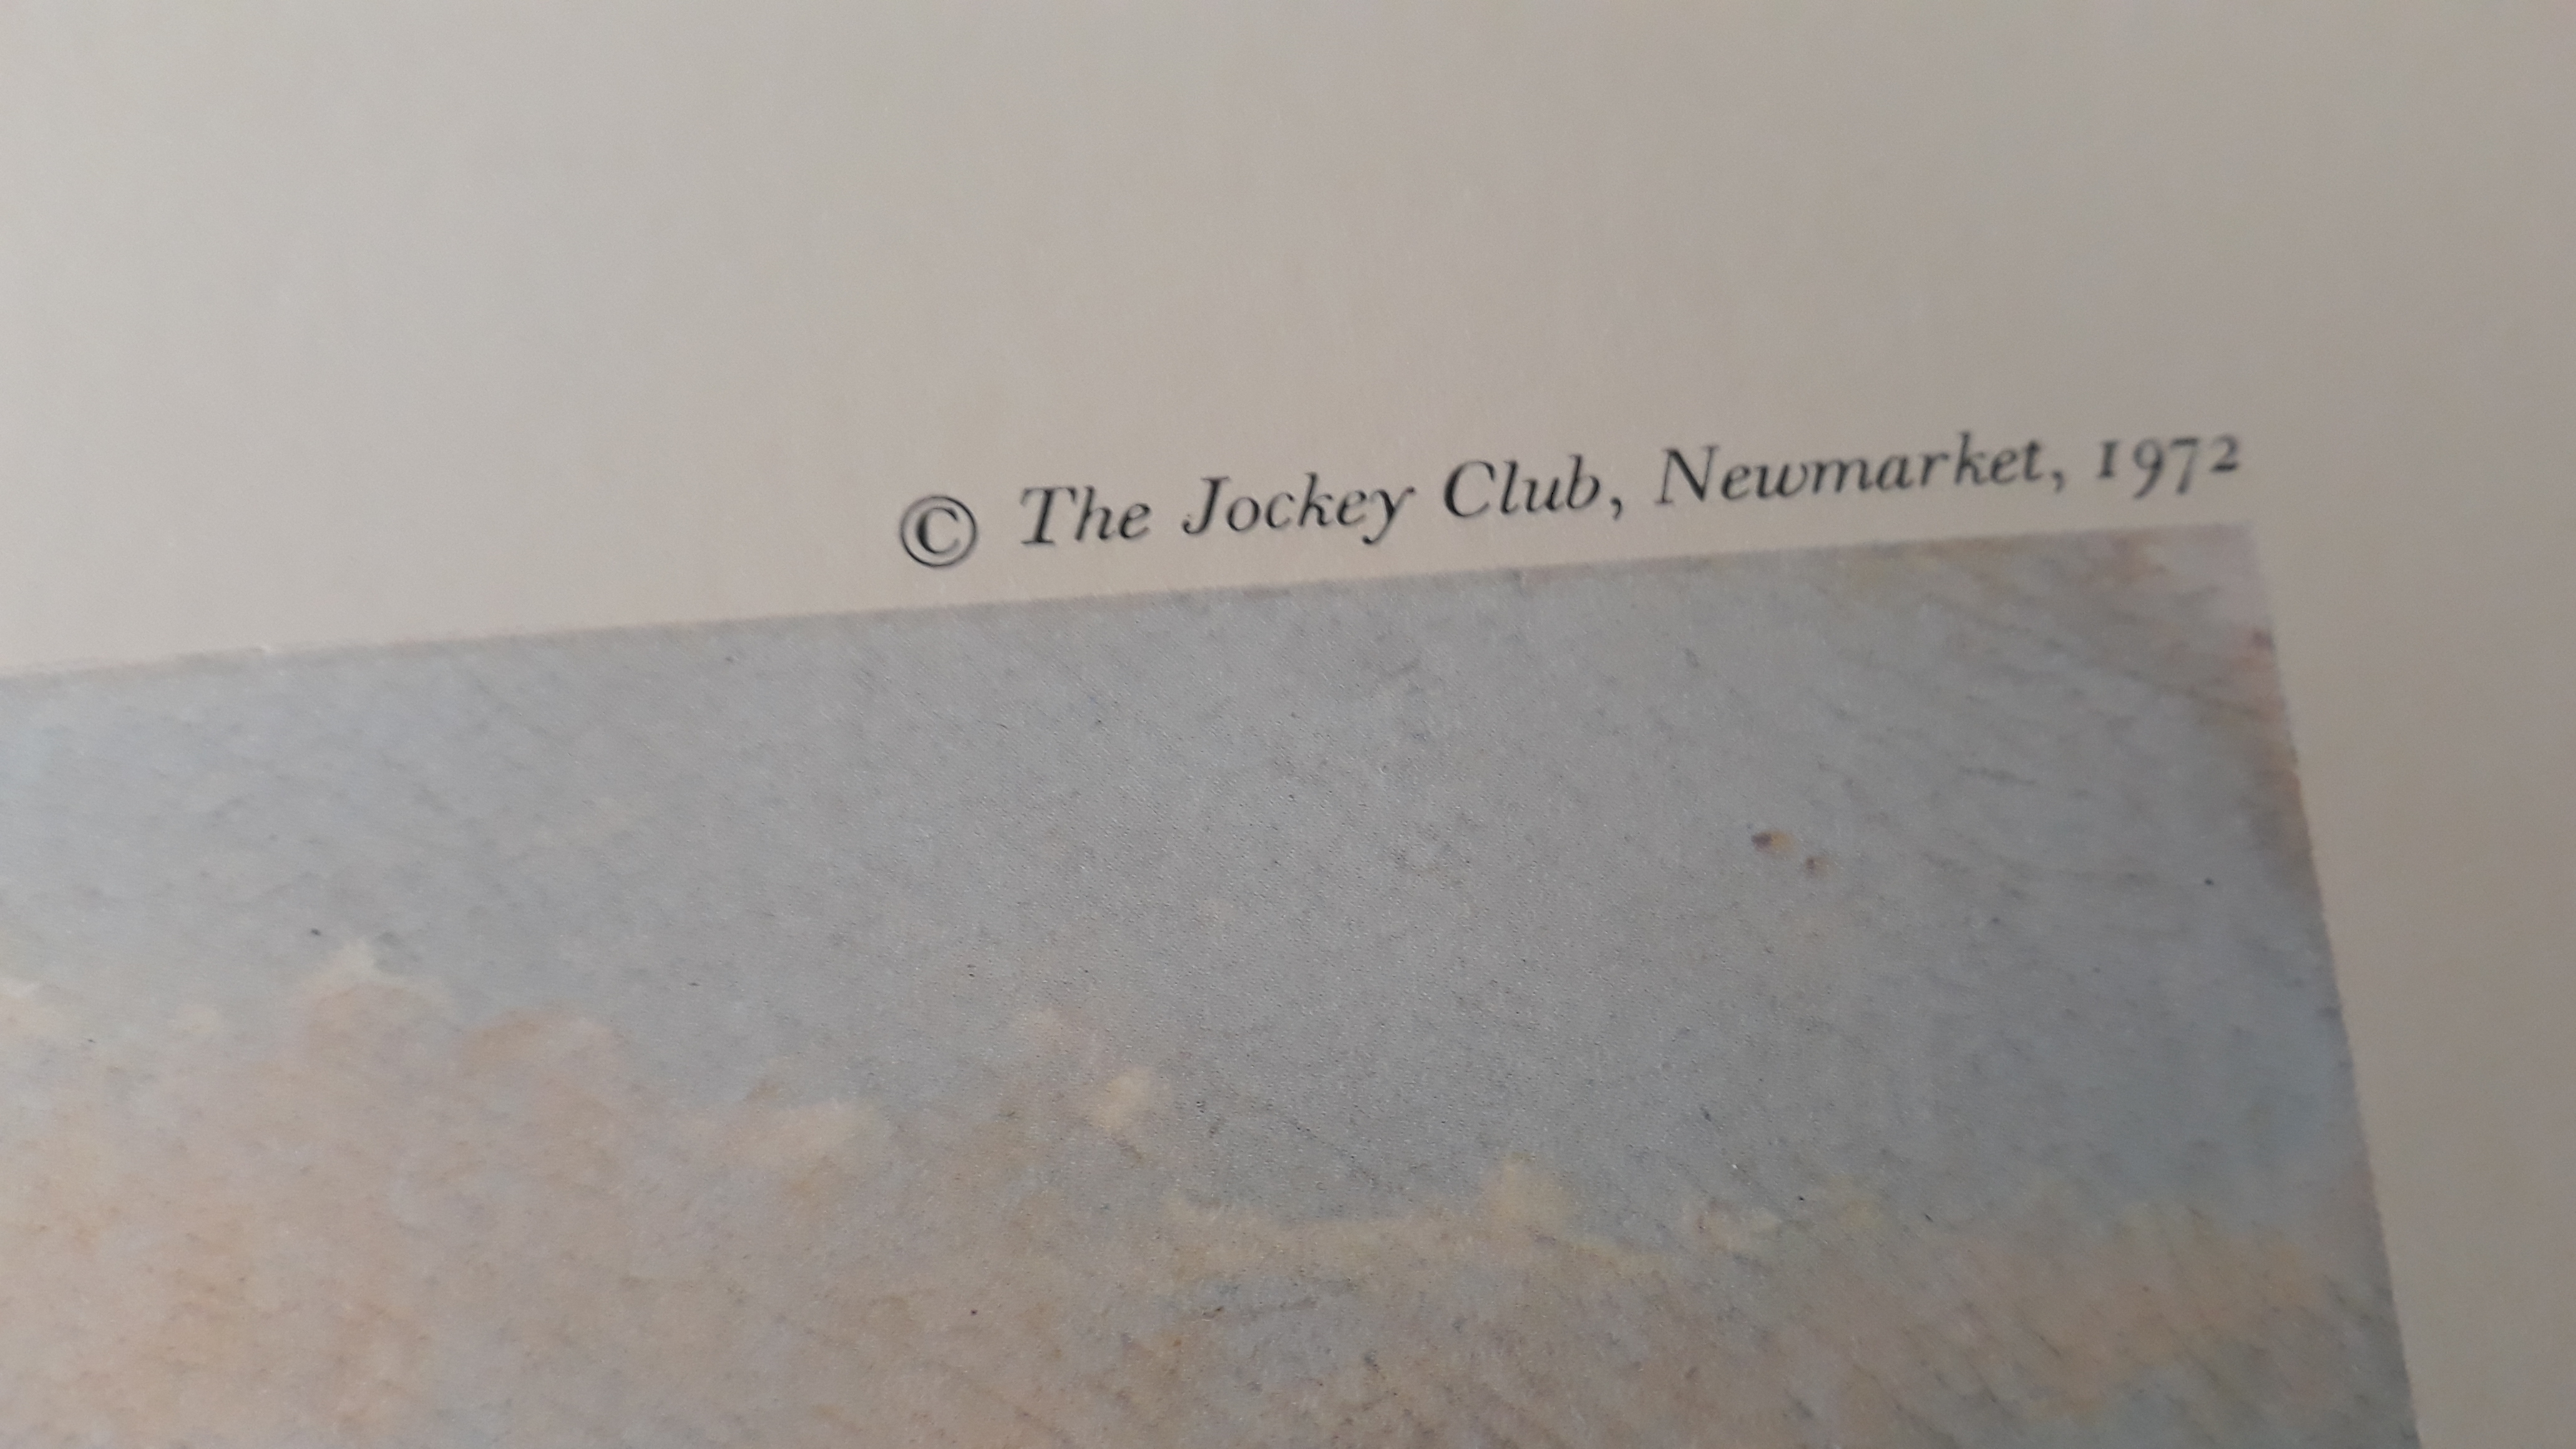 © The Jockey Club, Newmarket, 1972